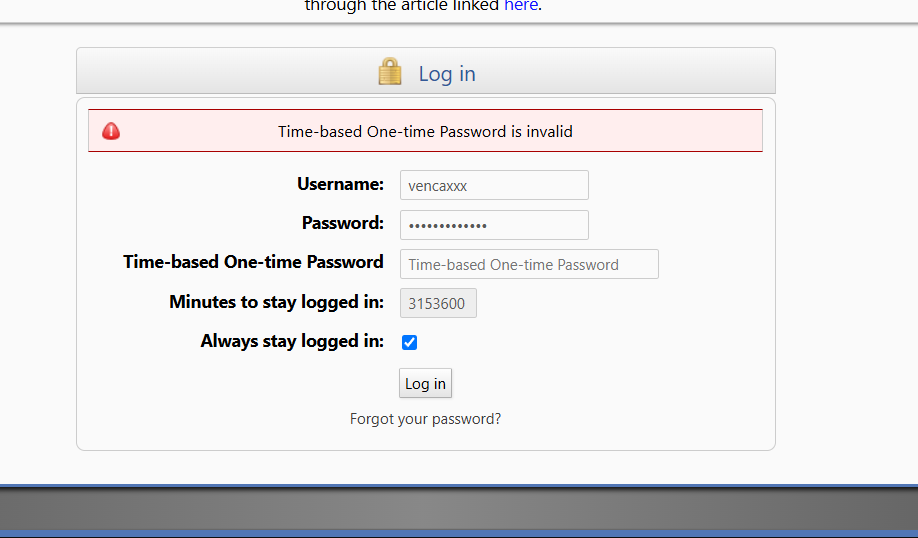 through the article linked here.
Log in
Time-based One-time Password is invalid
Username: vencaxxx
Password: •••••••••••••
Time-based One-time Password Time-based One-time Password
Minutes to stay logged in: 3153600
Always stay logged in:
Log in
Forgot your password?